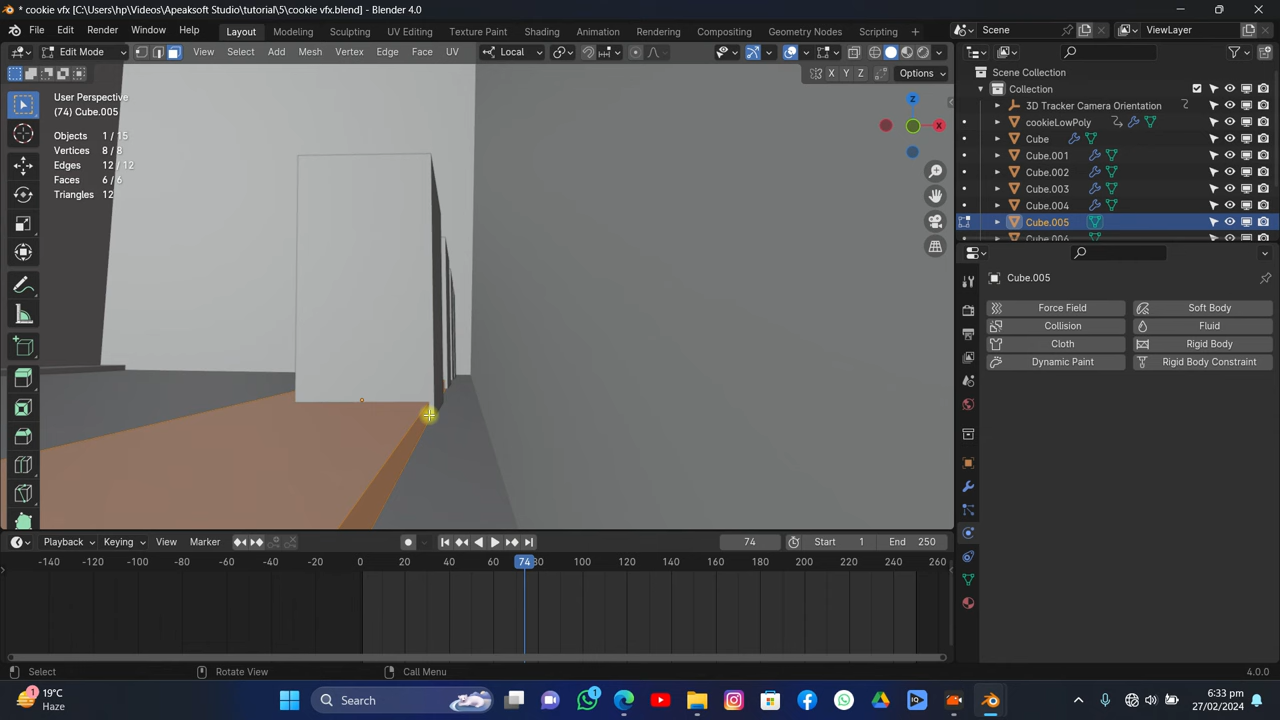 * cookie vfx [C:\Users\hp\Videos\Apeaksoft Studio\tutorial\5\cookie vfx.blend] - Blender 4.0
File Edit Render Window Help Layout Modeling Sculpting UV Editing Texture Paint Shading Animation Rendering Compositing Geometry Nodes Scripting + Scene ViewLayer
Edit Mode View Select Add Mesh Vertex Edge Face UV Local
X Y Z Options
User Perspective
(74) Cube.005
Objects 1 / 15
Vertices 8 / 8
Edges 12 / 12
Faces 6 / 6
Triangles 12
Z
X
Scene Collection
Collection
3D Tracker Camera Orientation
cookieLowPoly
Cube
Cube.001
Cube.002
Cube.003
Cube.004
Cube.005
Cube.006
Cube.005
Force Field Soft Body
Collision Fluid
Cloth Rigid Body
Dynamic Paint Rigid Body Constraint
Playback Keying View Marker 74 Start 1 End 250
-140 -120 -100 -80 -60 -40 -20 0 20 40 60 74 80 100 120 140 160 180 200 220 240 260
Select Rotate View Call Menu 4.0.0
1 19°C
Haze
Search
1
6:33 pm
27/02/2024